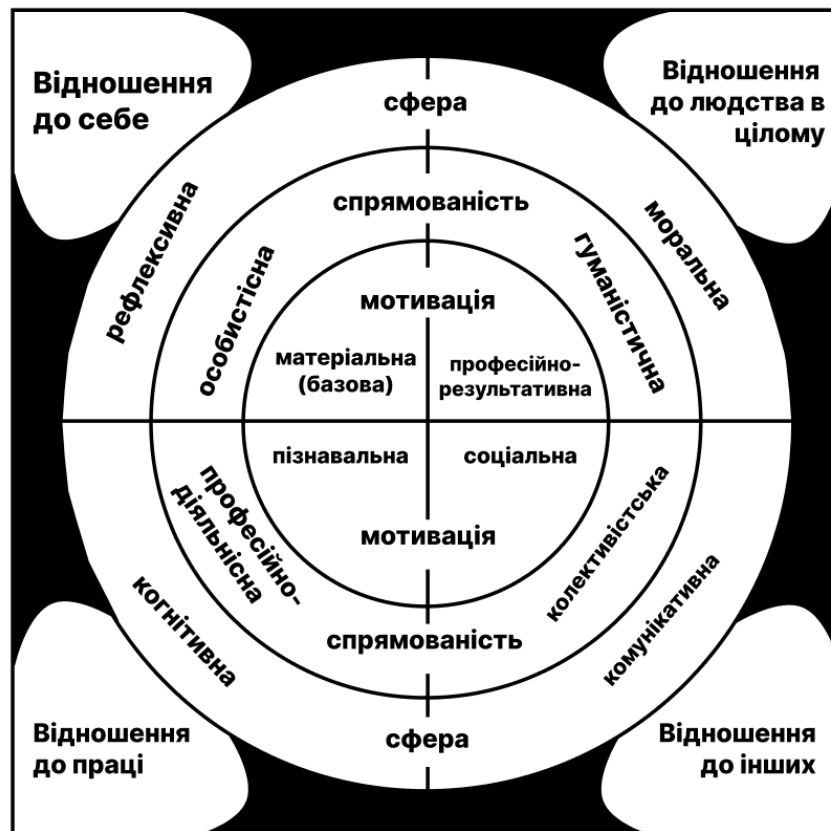 Відношення
до себе
Відношення
до людства в
цілому
сфера
рефлексивна
моральна
спрямованість
особистісна
гуманістична
мотивація
матеріальна
(базова)
професійно-
результативна
пізнавальна
соціальна
мотивація
професійно-
діяльнісна
колективістська
спрямованість
когнітивна
комунікативна
сфера
Відношення
до праці
Відношення
до інших